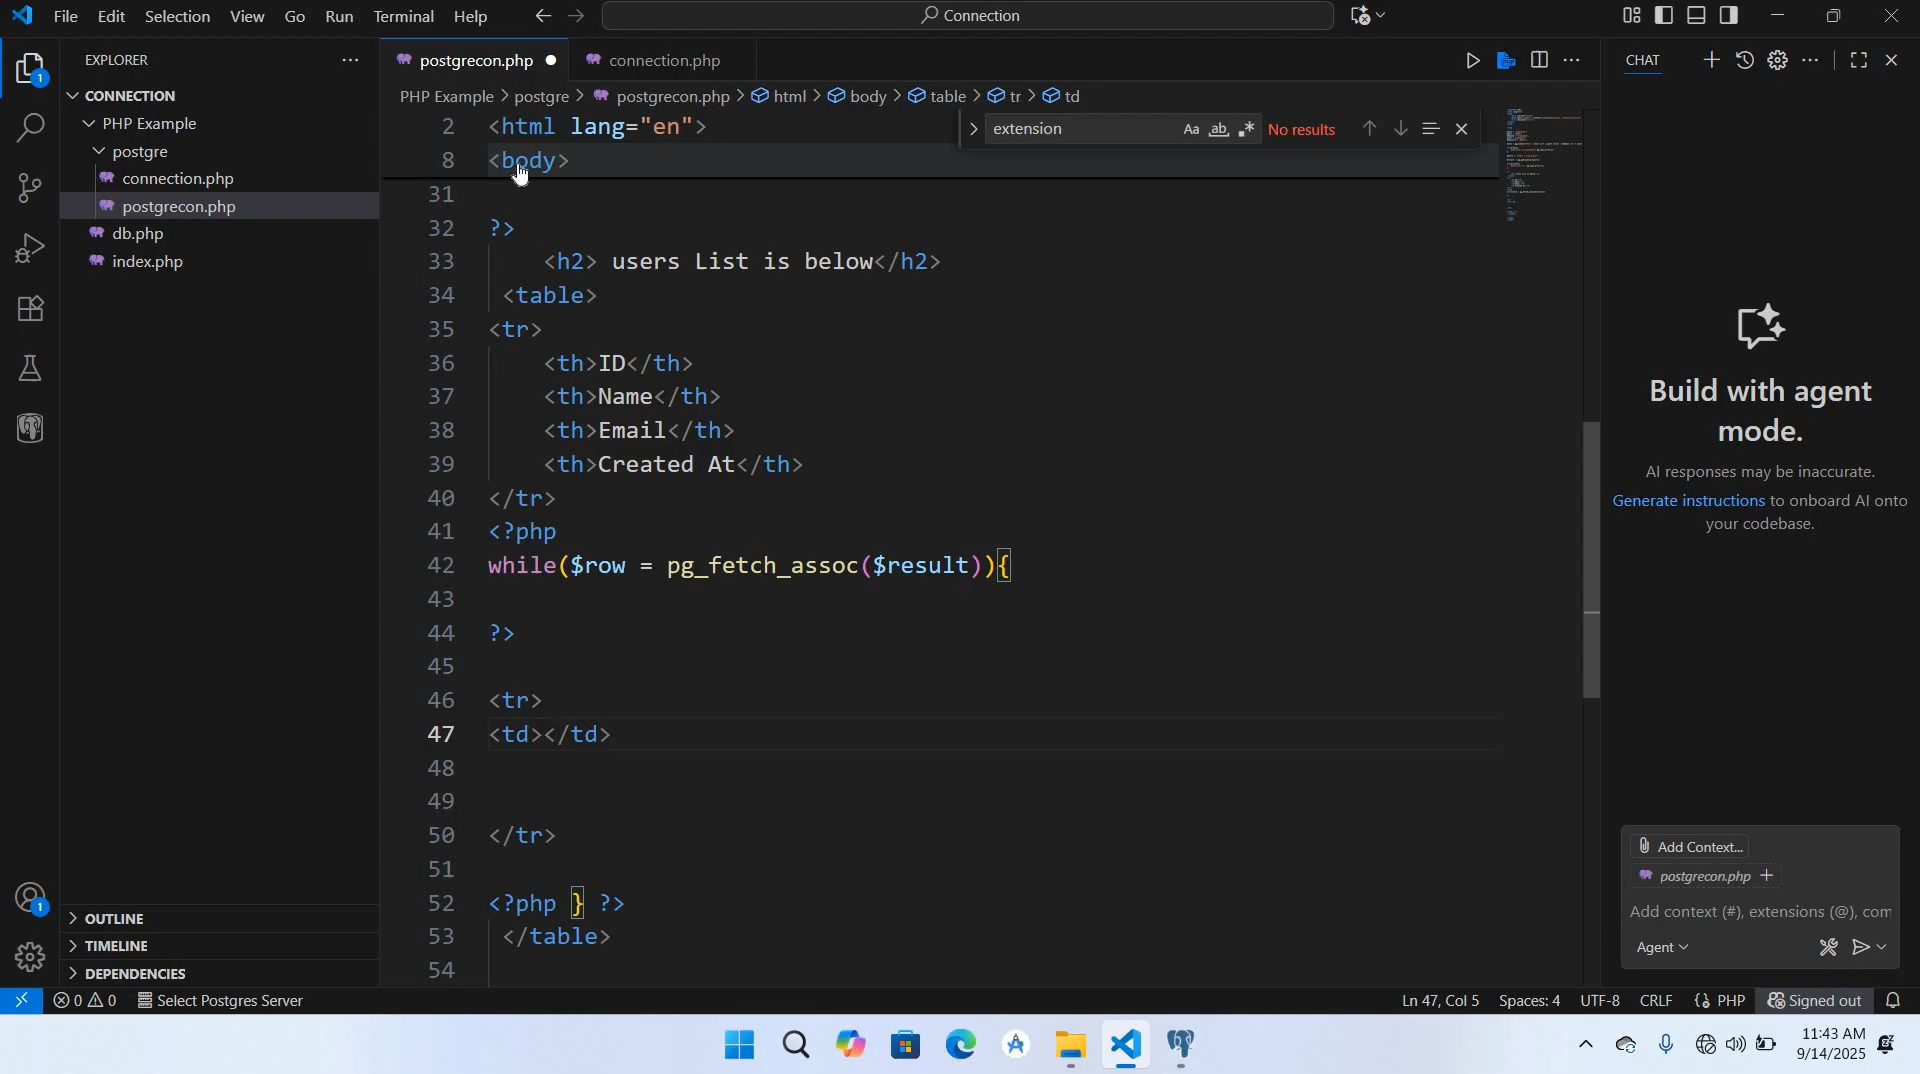 File Edit Selection View Go Run Terminal Help
Connection
EXPLORER
1
CONNECTION
PHP Example
postgre
connection.php
postgrecon.php
db.php
index.php
OUTLINE
TIMELINE
DEPENDENCIES
1
postgrecon.php
connection.php
PHP Example > postgre > postgrecon.php > html > body > table > tr > td
extension
Aa ab .* No results
2 <html lang="en">
8 <body>
31
32 ?>
33 <h2> users List is below</h2>
34 <table>
35 <tr>
36 <th>ID</th>
37 <th>Name</th>
38 <th>Email</th>
39 <th>Created At</th>
40 </tr>
41 <?php
42 while($row = pg_fetch_assoc($result)){
43
44 ?>
45
46 <tr>
47 <td></td>
48
49
50 </tr>
51
52 <?php } ?>
53 </table>
54
CHAT
Build with agent
mode.
AI responses may be inaccurate.
Generate instructions to onboard AI onto
your codebase.
Add Context...
postgrecon.php
Add context (#), extensions (@), com
Agent
0 0 Select Postgres Server
Ln 47, Col 5 Spaces: 4 UTF-8 CRLF {} PHP Signed out
11:43 AM
9/14/2025